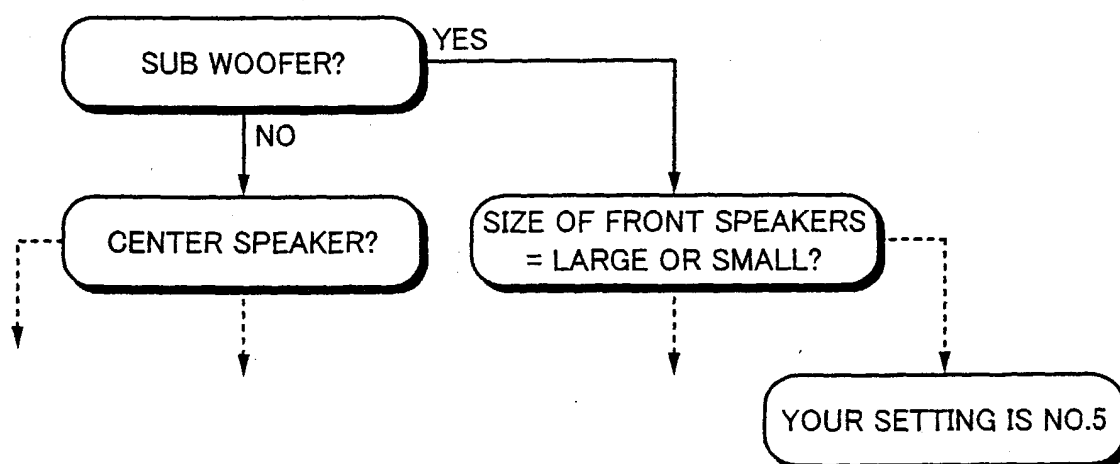 SUB WOOFER?
YES
NO
CENTER SPEAKER?
SIZE OF FRONT SPEAKERS
= LARGE OR SMALL?
YOUR SETTING IS NO.5